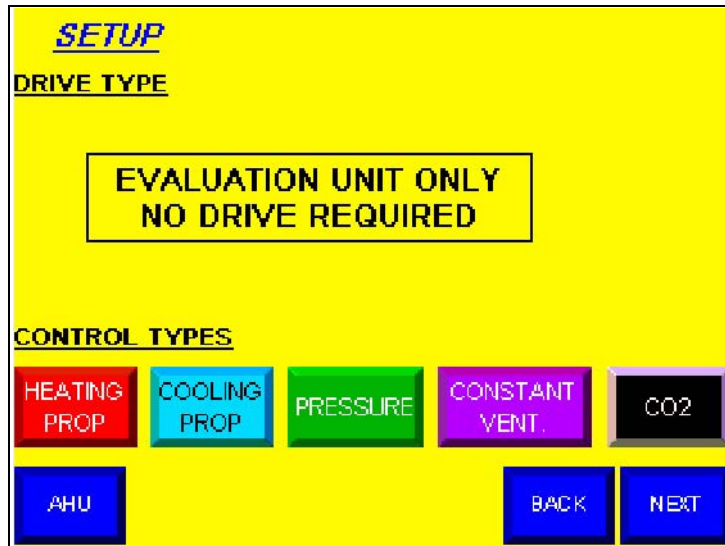 SETUP
DRIVE TYPE
EVALUATION UNIT ONLY
NO DRIVE REQUIRED
CONTROL TYPES
HEATING
PROP
COOLING
PROP
PRESSURE
CONSTANT
VENT.
CO2
AHU
BACK
NEXT